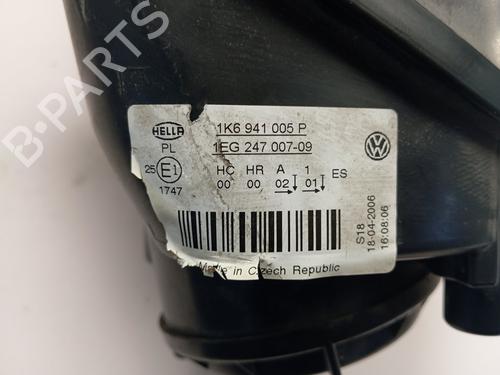 B-PARTS
HELLA
1K6 941 005 P
PL
1EG 247 007-09
25 E1 HC HR A 1 ES
1747 00 00 02 01
S18
18-04-2006
16:08:06
Made in Czech Republic